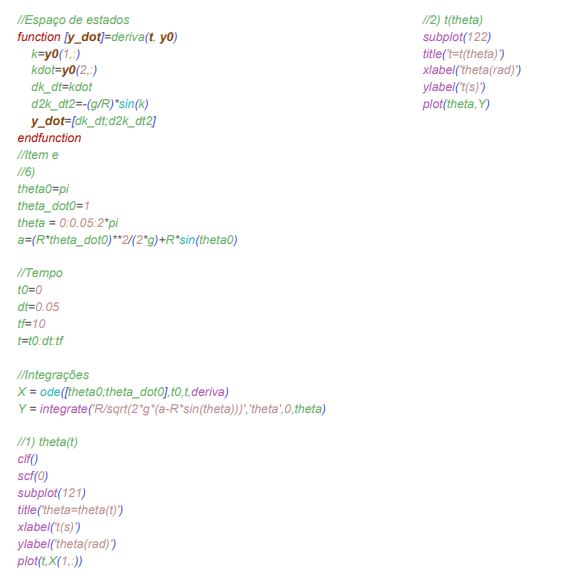 //Espaço de estados
function [y_dot]=deriva(t, y0)
k=y0(1,:)
kdot=y0(2,:)
dk_dt=kdot
d2k_dt2=-(g/R)*sin(k)
y_dot=[dk_dt;d2k_dt2]
endfunction
//Item e
//6)
theta0=pi
theta_dot0=1
theta = 0:0.05:2*pi
a=(R*theta_dot0)**2/(2*g)+R*sin(theta0)
//Tempo
t0=0
dt=0.05
tf=10
t=t0:dt:tf
//Integrações
X = ode([theta0;theta_dot0],t0,t,deriva)
Y = integrate('R/sqrt(2*g*(a-R*sin(theta)))','theta',0,theta)
//1) theta(t)
clf()
scf(0)
subplot(121)
title('theta=theta(t)')
xlabel('t(s)')
ylabel('theta(rad)')
plot(t,X(1,:))
//2) t(theta)
subplot(122)
title('t=t(theta)')
xlabel('theta(rad)')
ylabel('t(s)')
plot(theta,Y)